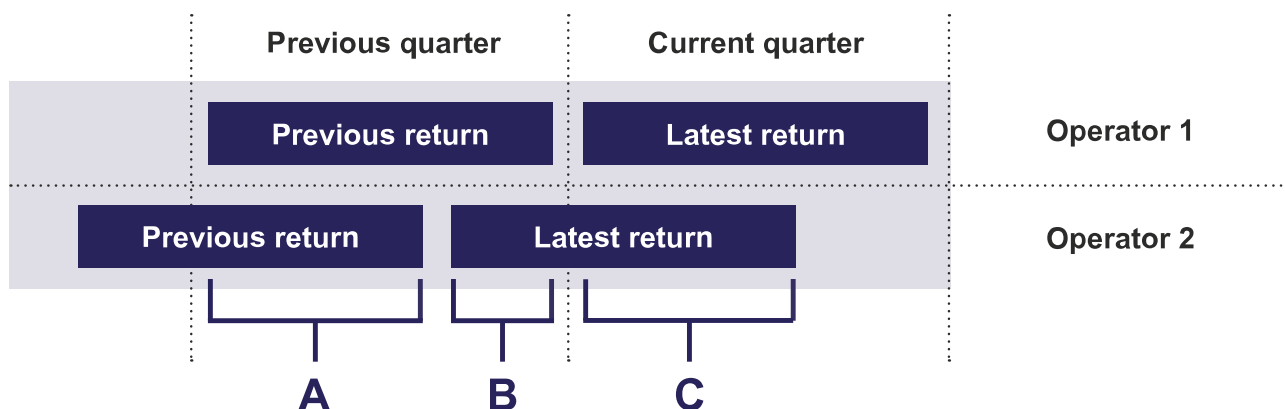 Previous quarter
Current quarter
Previous return
Latest return
Operator 1
Previous return
Latest return
Operator 2
A
B
C